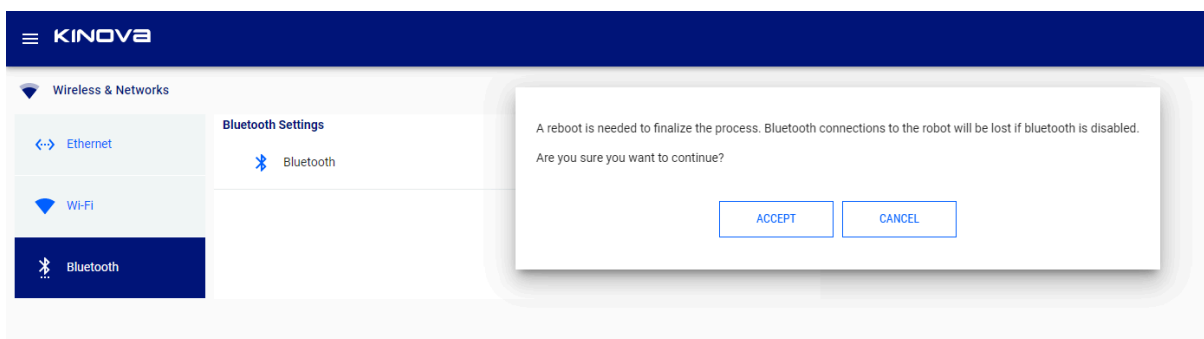 KINOVA
Wireless & Networks
Ethernet
Wi-Fi
Bluetooth
Bluetooth Settings
Bluetooth
A reboot is needed to finalize the process. Bluetooth connections to the robot will be lost if bluetooth is disabled.
Are you sure you want to continue?
ACCEPT
CANCEL